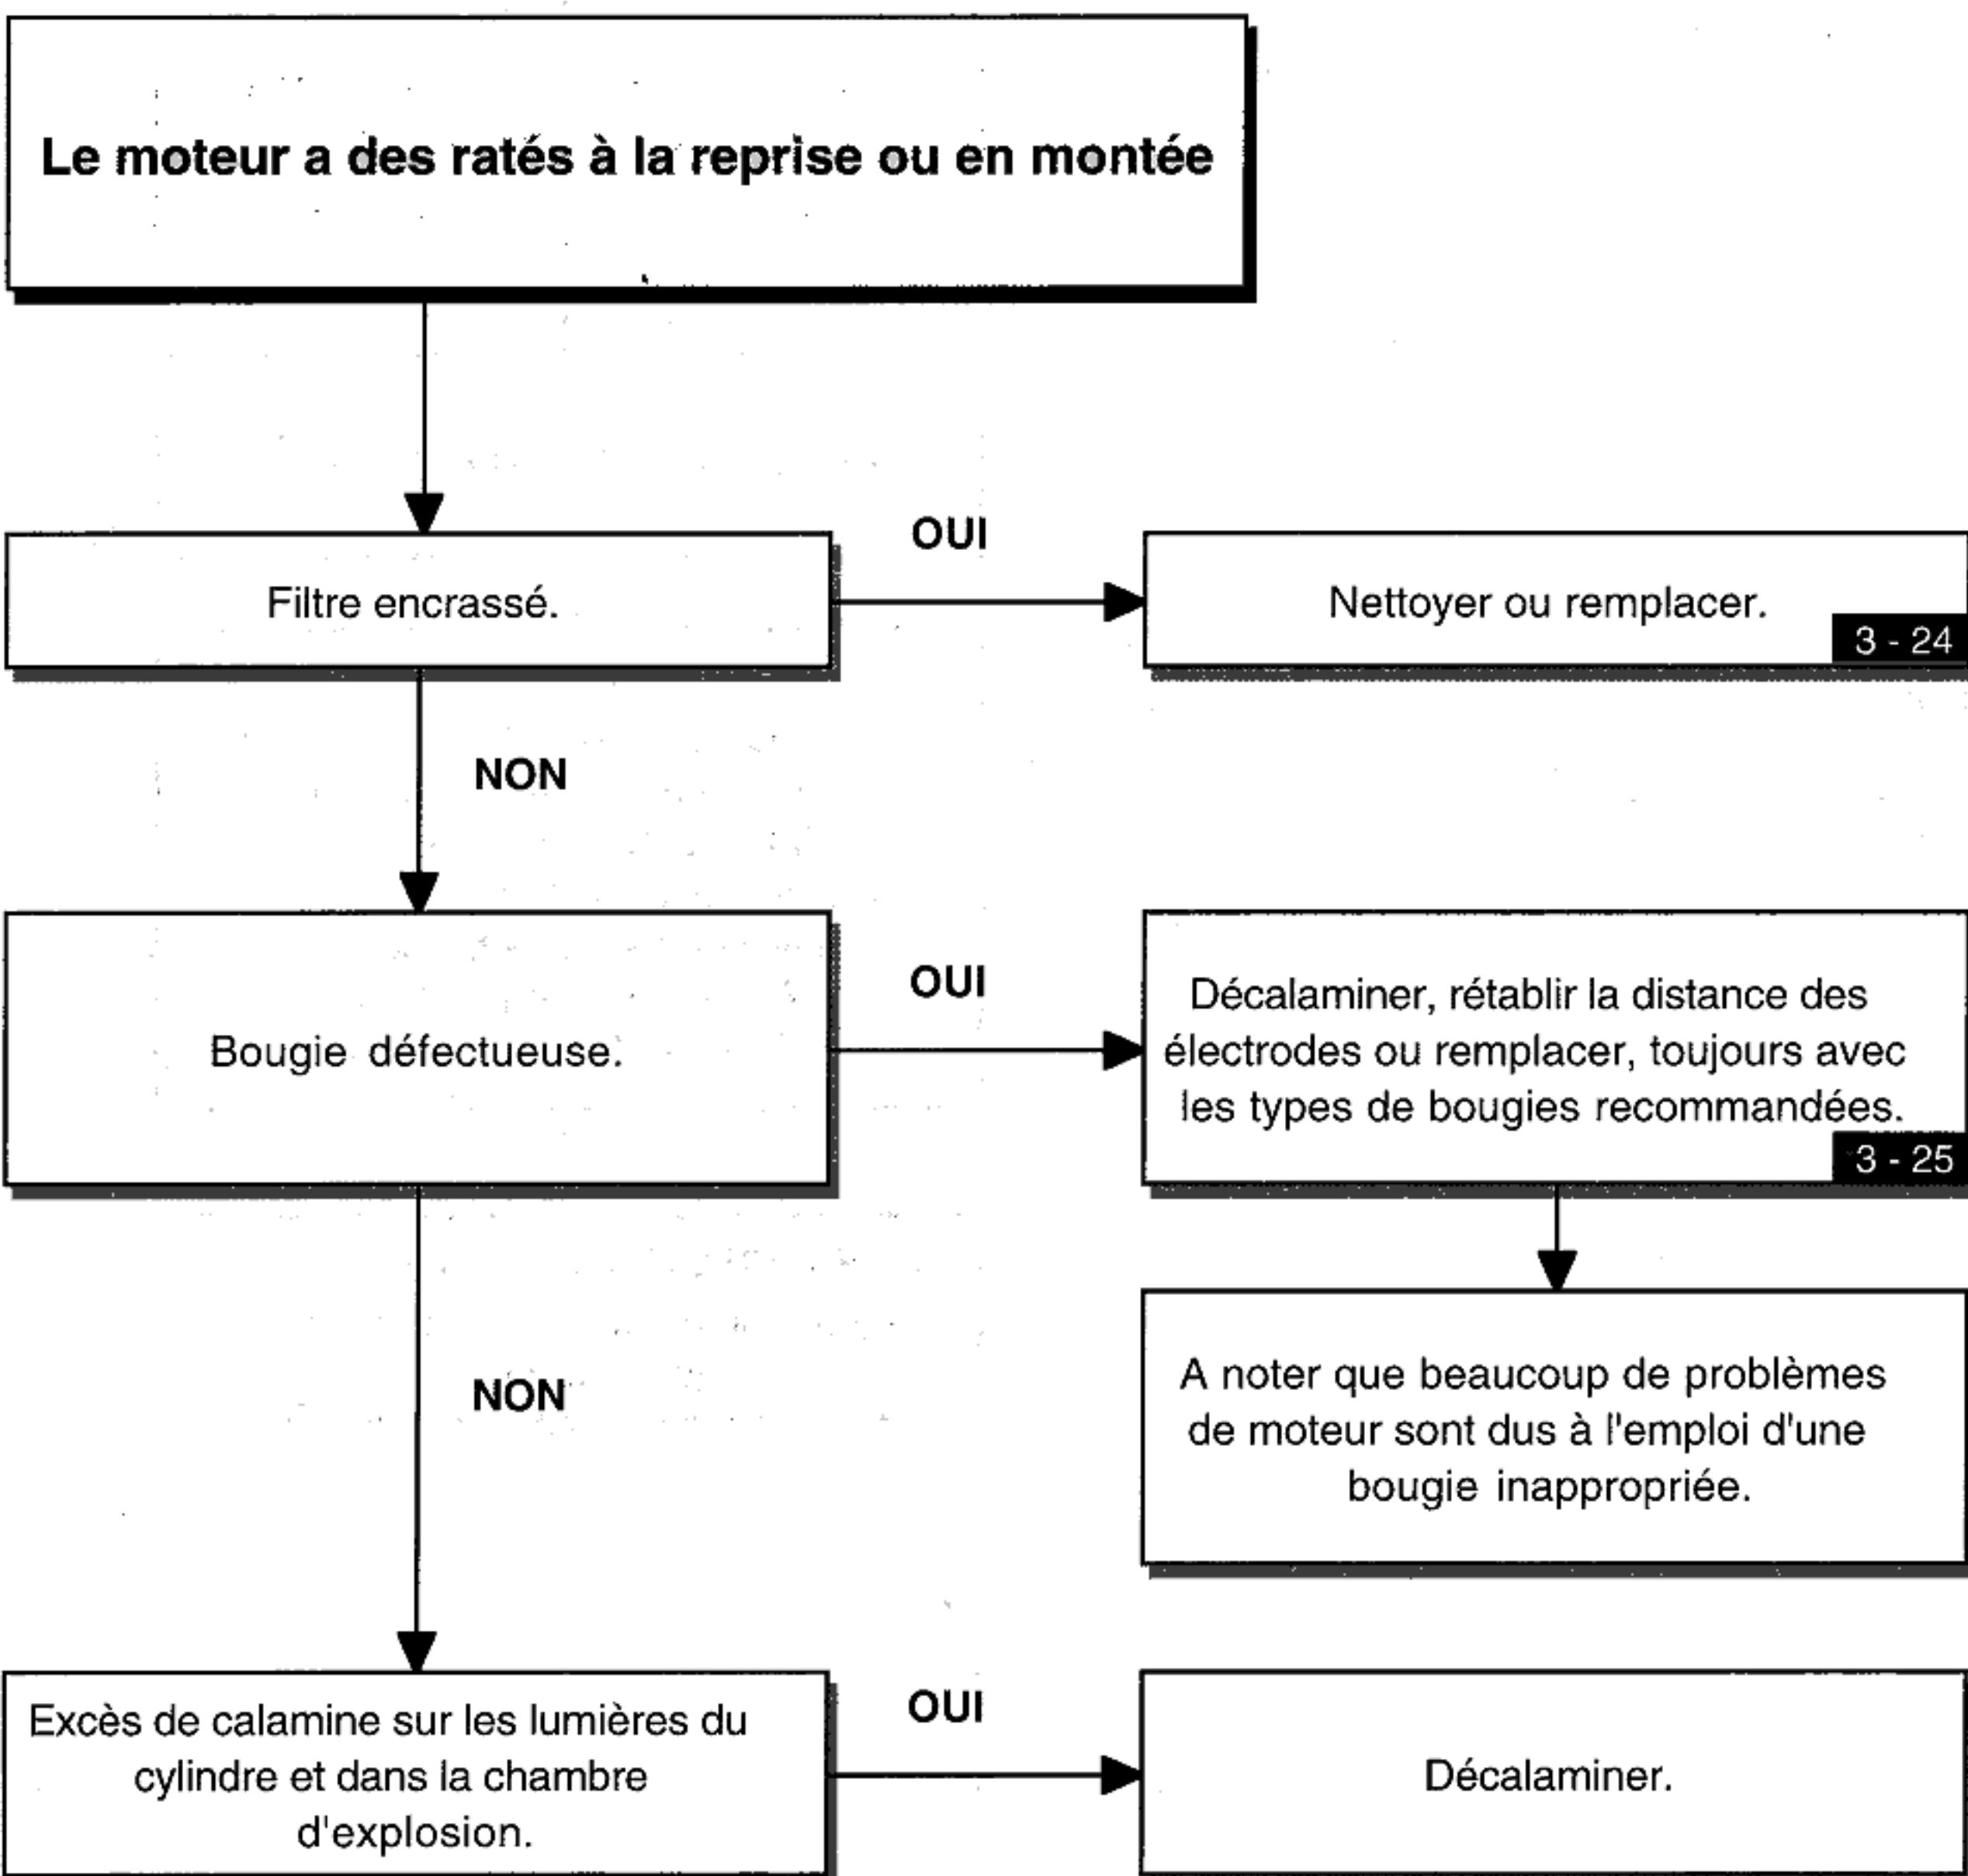 Le moteur a des ratés à la reprise ou en montée
Filtre encrassé.
OUI
Nettoyer ou remplacer.
3 - 24
NON
Bougie défectueuse.
OUI
Décalaminer, rétablir la distance des
électrodes ou remplacer, toujours avec
les types de bougies recommandées.
3 - 25
A noter que beaucoup de problèmes
de moteur sont dus à l'emploi d'une
bougie inappropriée.
NON
Excès de calamine sur les lumières du
cylindre et dans la chambre
d'explosion.
OUI
Décalaminer.